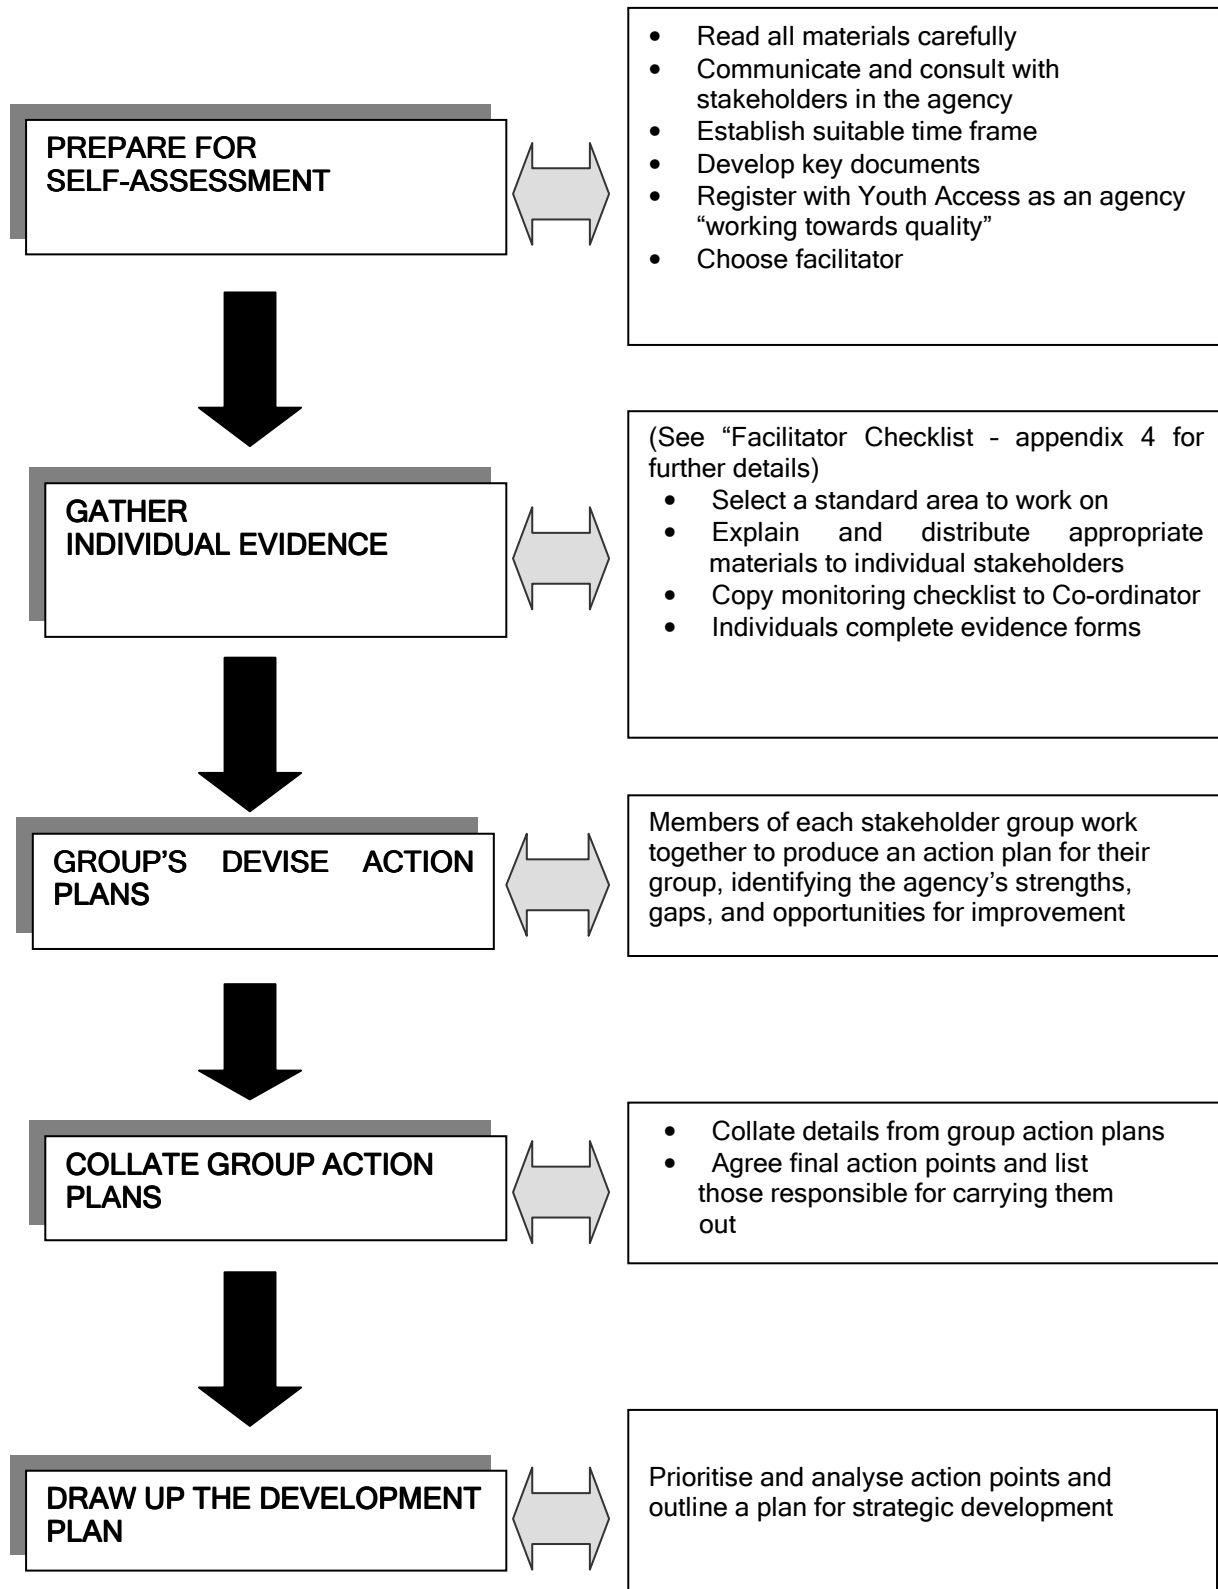 PREPARE FOR
SELF-ASSESSMENT
• Read all materials carefully
• Communicate and consult with
stakeholders in the agency
• Establish suitable time frame
• Develop key documents
• Register with Youth Access as an agency
“working towards quality”
• Choose facilitator
GATHER
INDIVIDUAL EVIDENCE
(See “Facilitator Checklist - appendix 4 for
further details)
• Select a standard area to work on
• Explain and distribute appropriate
materials to individual stakeholders
• Copy monitoring checklist to Co-ordinator
• Individuals complete evidence forms
GROUP’S DEVISE ACTION
PLANS
Members of each stakeholder group work
together to produce an action plan for their
group, identifying the agency’s strengths,
gaps, and opportunities for improvement
COLLATE GROUP ACTION
PLANS
• Collate details from group action plans
• Agree final action points and list
those responsible for carrying them
out
DRAW UP THE DEVELOPMENT
PLAN
Prioritise and analyse action points and
outline a plan for strategic development